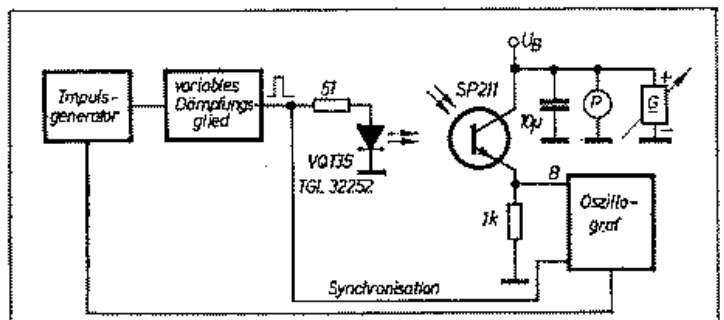 Impuls-
generator
variables
Dämpfungs-
glied
51
VQ135
TGL 32252
SP211
U_B
10µ
P
G
+
−
B
1k
Oszillo-
graf
Synchronisation